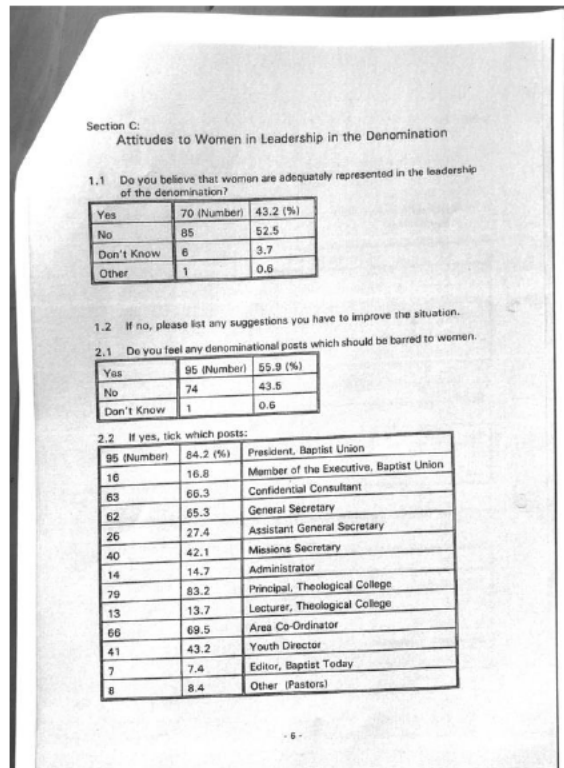 Section C:
Attitudes to Women in Leadership in the Denomination
1.1 Do you believe that women are adequately represented in the leadership
of the denomination?
Yes 70 (Number) 43.2 (%)
No 85 52.5
Don't Know 6 3.7
Other 1 0.6
1.2 If no, please list any suggestions you have to improve the situation.
2.1 Do you feel any denominational posts which should be barred to women.
Yes 95 (Number) 55.9 (%)
No 74 43.5
Don't Know 1 0.6
2.2 If yes, tick which posts:
95 (Number) 84.2 (%) President, Baptist Union
16 16.8 Member of the Executive, Baptist Union
63 66.3 Confidential Consultant
62 65.3 General Secretary
26 27.4 Assistant General Secretary
40 42.1 Missions Secretary
14 14.7 Administrator
79 83.2 Principal, Theological College
13 13.7 Lecturer, Theological College
66 69.5 Area Co-Ordinator
41 43.2 Youth Director
7 7.4 Editor, Baptist Today
8 8.4 Other (Pastors)
- 6 -